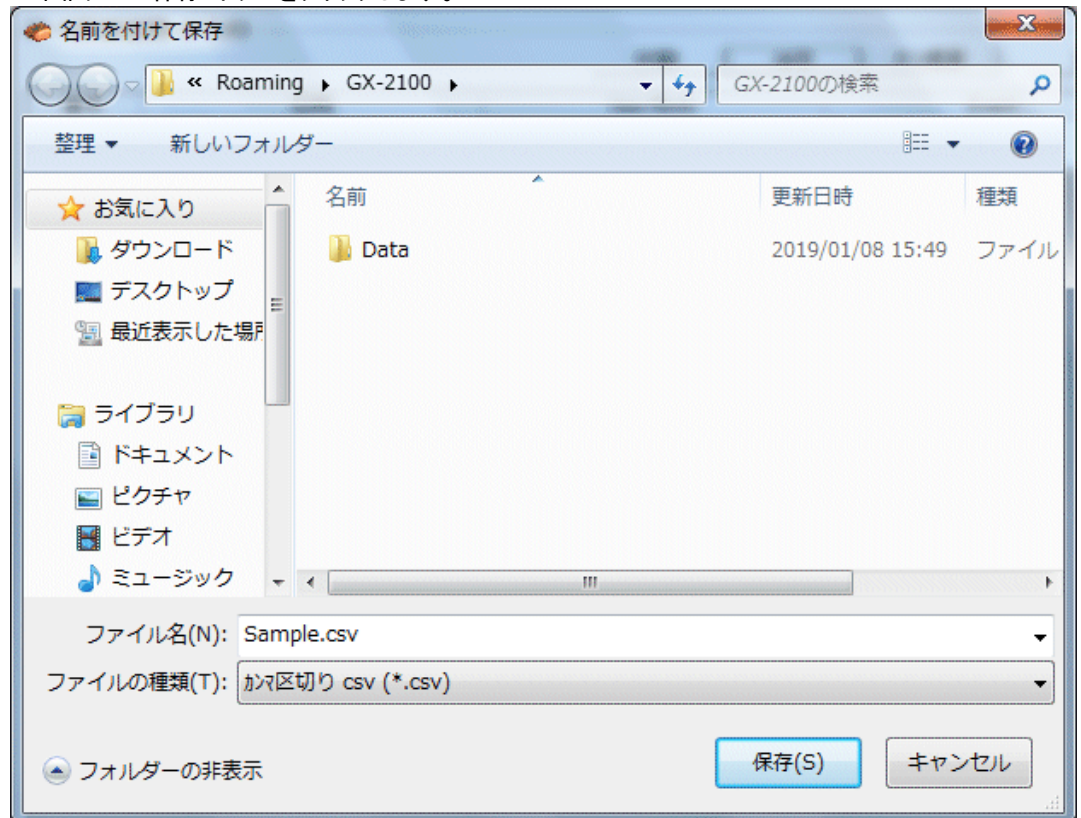 名前を付けて保存
« Roaming ▸ GX-2100 ▸
GX-2100の検索
整理 ▼ 新しいフォルダー
名前 更新日時 種類
お気に入り
ダウンロード
デスクトップ
最近表示した場所
ライブラリ
ドキュメント
ピクチャ
ビデオ
ミュージック
Data 2019/01/08 15:49 ファイル
ファイル名(N): Sample.csv
ファイルの種類(T): ｶﾝﾏ区切り csv (*.csv)
フォルダーの非表示
保存(S) キャンセル